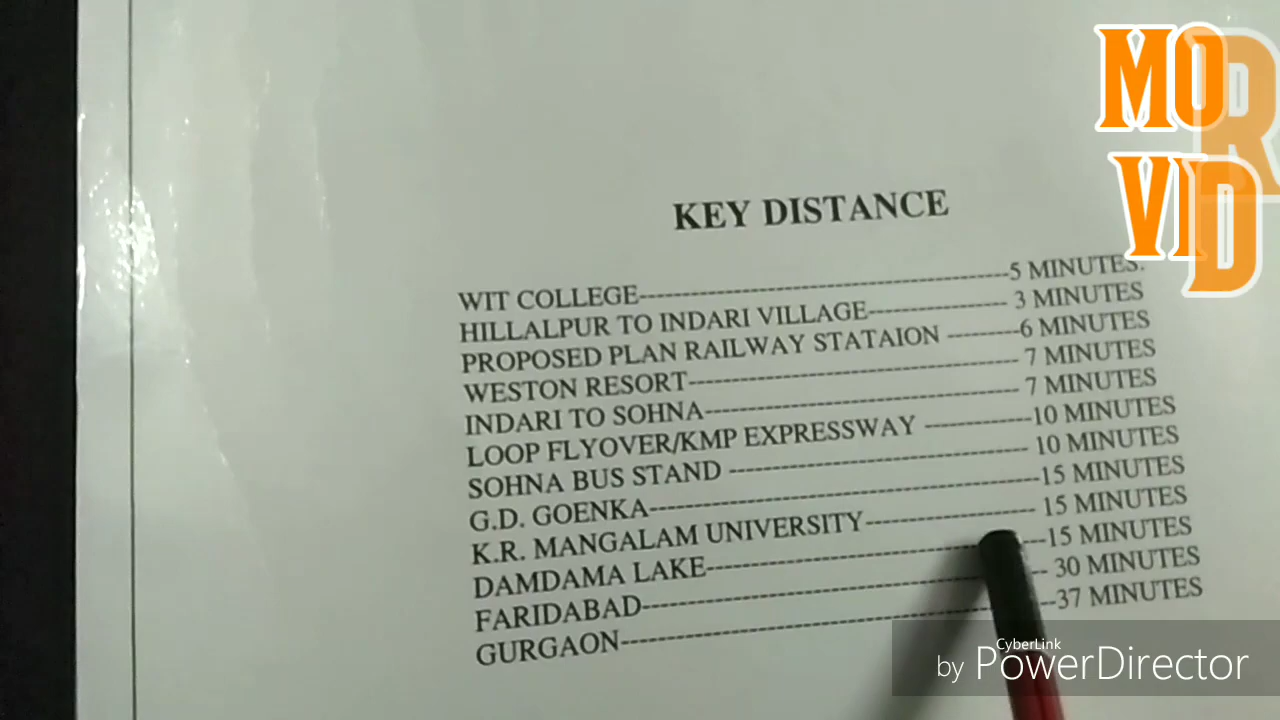 MO R
VI D
KEY DISTANCE
WIT COLLEGE---------------------------------------5 MINUTES.
HILLALPUR TO INDARI VILLAGE--------------- 3 MINUTES
PROPOSED PLAN RAILWAY STATAION --------6 MINUTES
WESTON RESORT----------------------------------- 7 MINUTES
INDARI TO SOHNA--------------------------------- 7 MINUTES
LOOP FLYOVER/KMP EXPRESSWAY -----------10 MINUTES
SOHNA BUS STAND ------------------------------- 10 MINUTES
G.D. GOENKA-----------------------------------------15 MINUTES
K.R. MANGALAM UNIVERSITY------------------ 15 MINUTES
DAMDAMA LAKE------------------------------------15 MINUTES
FARIDABAD------------------------------------------ 30 MINUTES
GURGAON---------------------------------------------37 MINUTES
by CyberLink PowerDirector